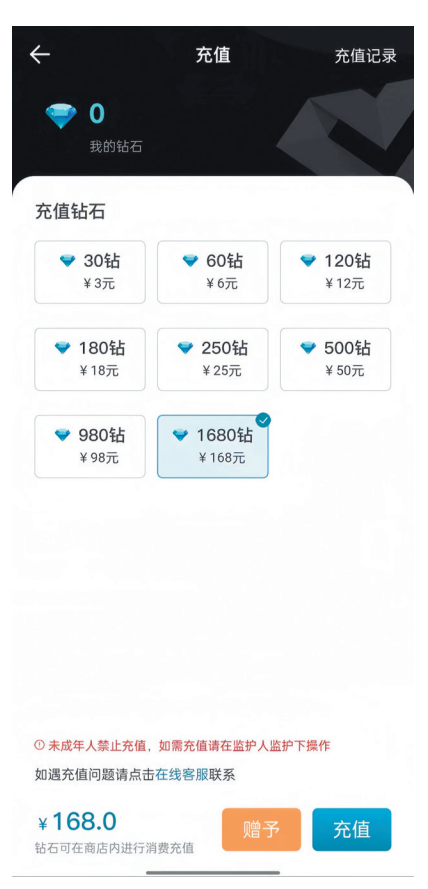 充值
充值记录
0
我的钻石
充值钻石
30钻
¥3元
60钻
¥6元
120钻
¥12元
180钻
¥18元
250钻
¥25元
500钻
¥50元
980钻
¥98元
1680钻
¥168元
未成年人禁止充值，如需充值请在监护人监护下操作
如遇充值问题请点击在线客服联系
¥168.0
钻石可在商店内进行消费充值
赠予
充值